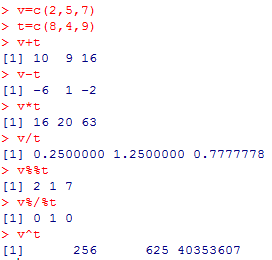 > v=c(2,5,7)
> t=c(8,4,9)
> v+t
[1] 10  9 16
> v-t
[1] -6  1 -2
> v*t
[1] 16 20 63
> v/t
[1] 0.2500000 1.2500000 0.7777778
> v%%t
[1] 2 1 7
> v%/%t
[1] 0 1 0
> v^t
[1]      256      625 40353607